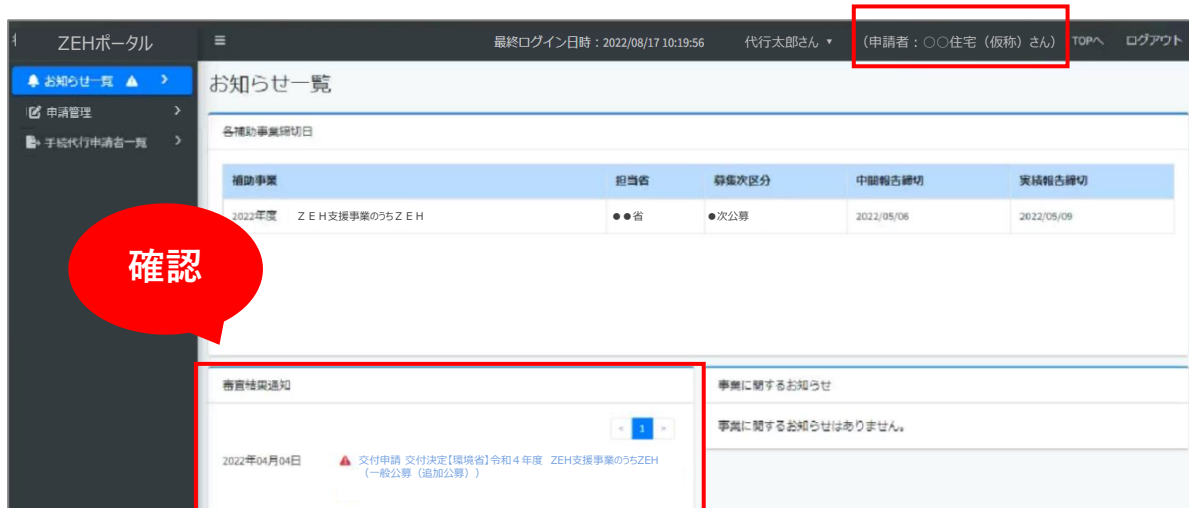 ZEHポータル
最終ログイン日時：2022/08/17 10:19:56
代行太郎さん
（申請者：○○住宅（仮称）さん）
TOPへ
ログアウト
お知らせ一覧
申請管理
手続代行申請者一覧
お知らせ一覧
各補助事業締切日
補助事業 担当省 募集次区分 中間報告締切 実績報告締切
2022年度 ＺＥＨ支援事業のうちＺＥＨ ●●省 ●次公募 2022/05/06 2022/05/09
確認
審査結果通知
< 1 >
2022年04月04日 交付申請 交付決定【環境省】令和４年度 ZEH支援事業のうちZEH
（一般公募（追加公募））
事業に関するお知らせ
事業に関するお知らせはありません。